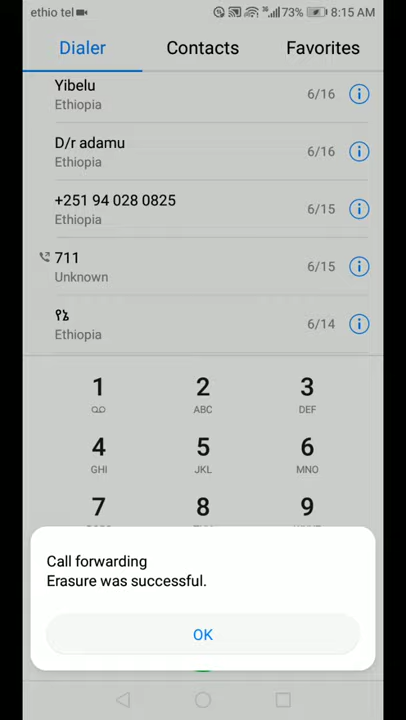 ethio tel
73%
8:15 AM
Dialer
Contacts
Favorites
Yibelu
Ethiopia
6/16
D/r adamu
Ethiopia
6/16
+251 94 028 0825
Ethiopia
6/15
711
Unknown
6/15
የኔ
Ethiopia
6/14
1
2
ABC
3
DEF
4
GHI
5
JKL
6
MNO
7
8
9
Call forwarding
Erasure was successful.
OK